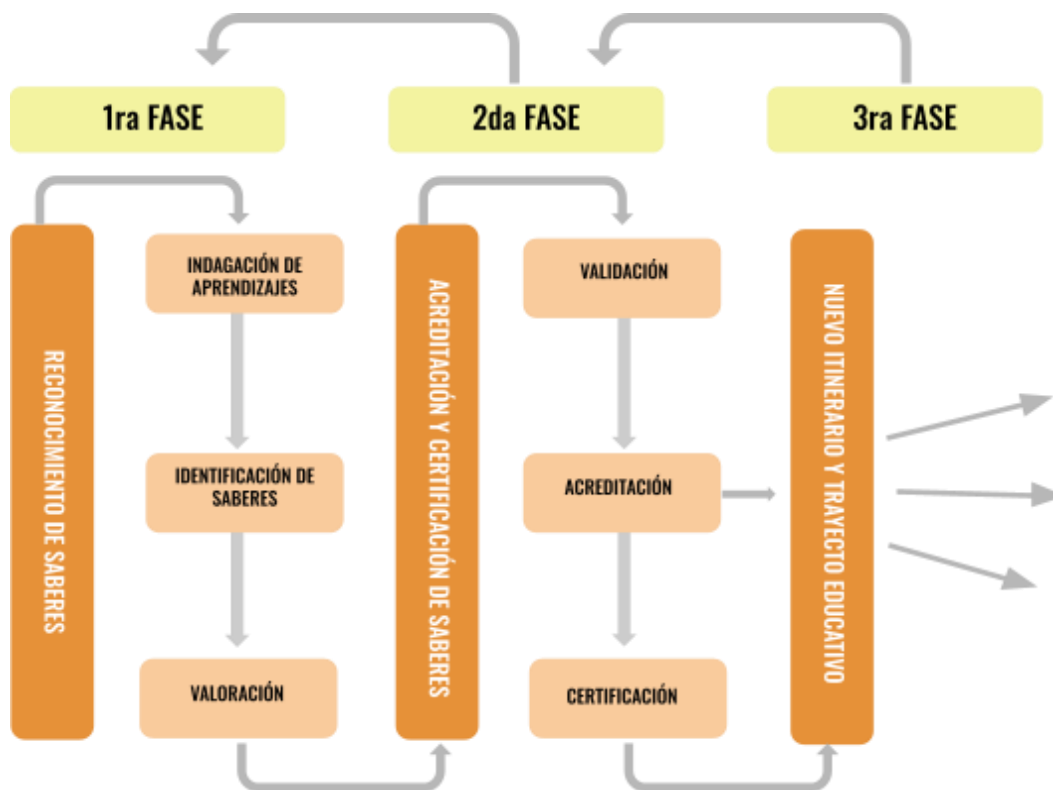 1ra FASE
2da FASE
3ra FASE
RECONOCIMIENTO DE SABERES
INDAGACIÓN DE
APRENDIZAJES
IDENTIFICACIÓN DE
SABERES
VALORACIÓN
ACREDITACIÓN Y CERTIFICACIÓN DE SABERES
VALIDACIÓN
ACREDITACIÓN
CERTIFICACIÓN
NUEVO ITINERARIO Y TRAYECTO EDUCATIVO